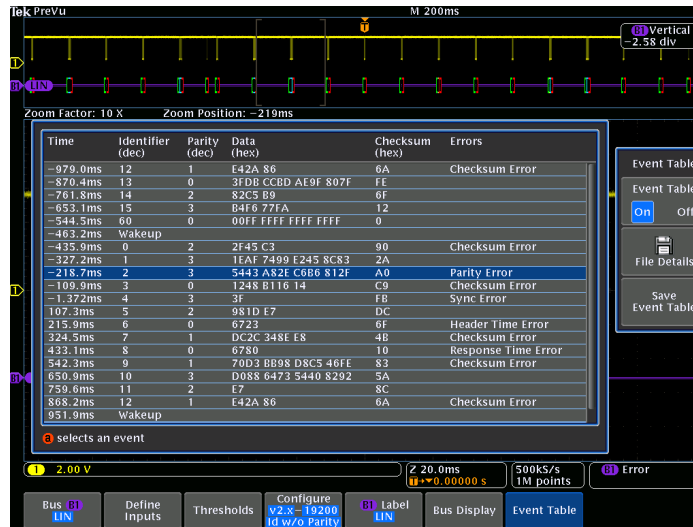 Tek PreVu M 200ms
T
B1 Vertical
-2.58 div
1
B1 LIN
Zoom Factor: 10 X Zoom Position: -219ms
Time Identifier (dec) Parity (dec) Data (hex) Checksum (hex) Errors
-979.0ms 12 1 E42A 86 6A Checksum Error
-870.4ms 13 0 3FDB CCBD AE9F 807F FE
-761.8ms 14 2 82C5 B9 6F
-653.1ms 15 3 B4F6 77FA 12
-544.5ms 60 0 00FF FFFF FFFF FFFF 0
-463.2ms Wakeup
-435.9ms 0 2 2F45 C3 90 Checksum Error
-327.2ms 1 3 1EAF 7499 E245 8C83 2A
-218.7ms 2 3 5443 A82E C6B6 812F A0 Parity Error
-109.9ms 3 0 1248 B116 14 C9 Checksum Error
-1.372ms 4 3 3F FB Sync Error
107.3ms 5 2 981D E7 DC
215.9ms 6 0 6723 6F Header Time Error
324.5ms 7 1 DC2C 348E E8 4B Checksum Error
433.1ms 8 0 6780 10 Response Time Error
542.3ms 9 1 70D3 BB98 D8C5 46FE 83 Checksum Error
650.9ms 10 3 D088 6473 5440 8292 5A
759.6ms 11 2 E7 8C
868.2ms 12 1 E42A 86 6A Checksum Error
951.9ms Wakeup
a selects an event
Event Table
Event Table
On Off
File Details
Save
Event Table
1
B1
1 2.00 V
Z 20.0ms
T→▼0.00000 s
500kS/s
1M points
B1 Error
Bus B1
LIN
Define
Inputs
Thresholds
Configure
v2.x-19200
Id w/o Parity
B1 Label
LIN
Bus Display
Event Table